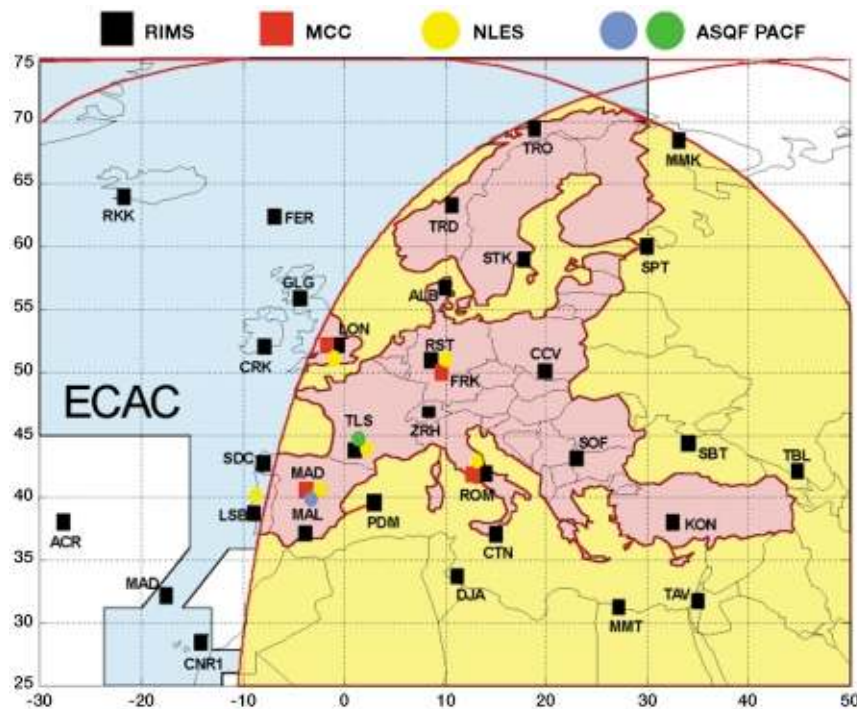 RIMS MCC NLES ASQF PACF
75
70
65
60
55
50
45
40
35
30
25
-30 -20 -10 0 10 20 30 40 50
TRO
MMK
RKK
FER
TRD
STK
SPT
GLG
ALB
LON
CRK
RST
CCV
FRK
ECAC
ZRH
TLS
SDC
SOF
SBT
TBL
MAD
ROM
LSB
MAL
PDM
KON
ACR
CTN
MAD
DJA
TAV
MMT
CNR1